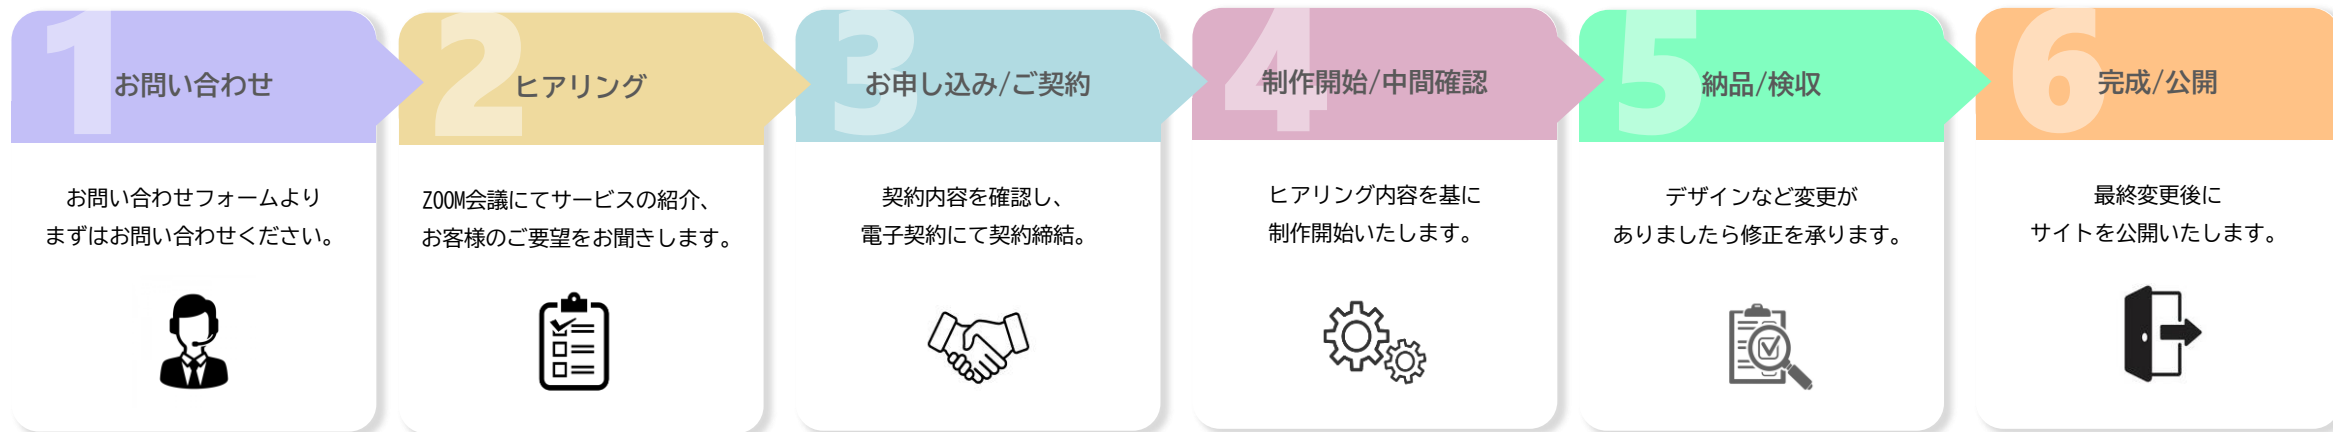 1
お問い合わせ
お問い合わせフォームより
まずはお問い合わせください。
2
ヒアリング
ZOOM会議にてサービスの紹介、
お客様のご要望をお聞きします。
3
お申し込み/ご契約
契約内容を確認し、
電子契約にて契約締結。
4
制作開始/中間確認
ヒアリング内容を基に
制作開始いたします。
5
納品/検収
デザインなど変更が
ありましたら修正を承ります。
6
完成/公開
最終変更後に
サイトを公開いたします。